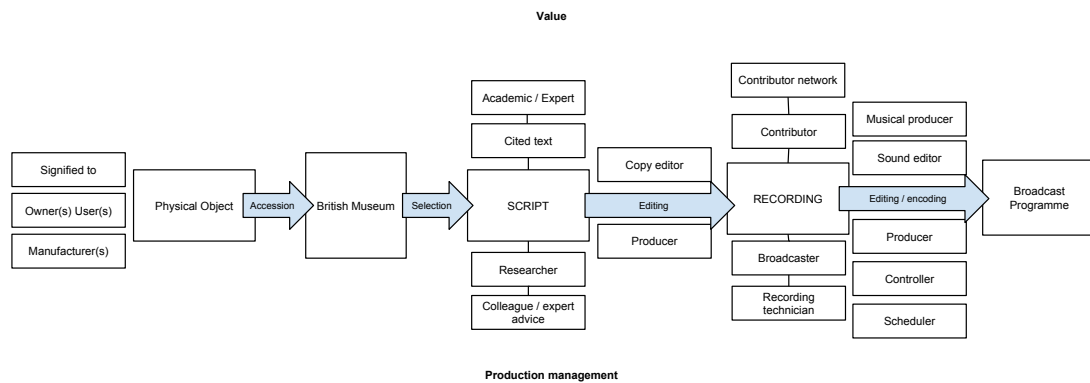 Value
Signified to
Owner(s) User(s)
Manufacturer(s)
Physical Object
Accession
British Museum
Selection
Academic / Expert
Cited text
SCRIPT
Researcher
Colleague / expert
advice
Copy editor
Editing
Producer
Contributor network
Contributor
RECORDING
Broadcaster
Recording
technician
Musical producer
Sound editor
Editing / encoding
Producer
Controller
Scheduler
Broadcast
Programme
Production management